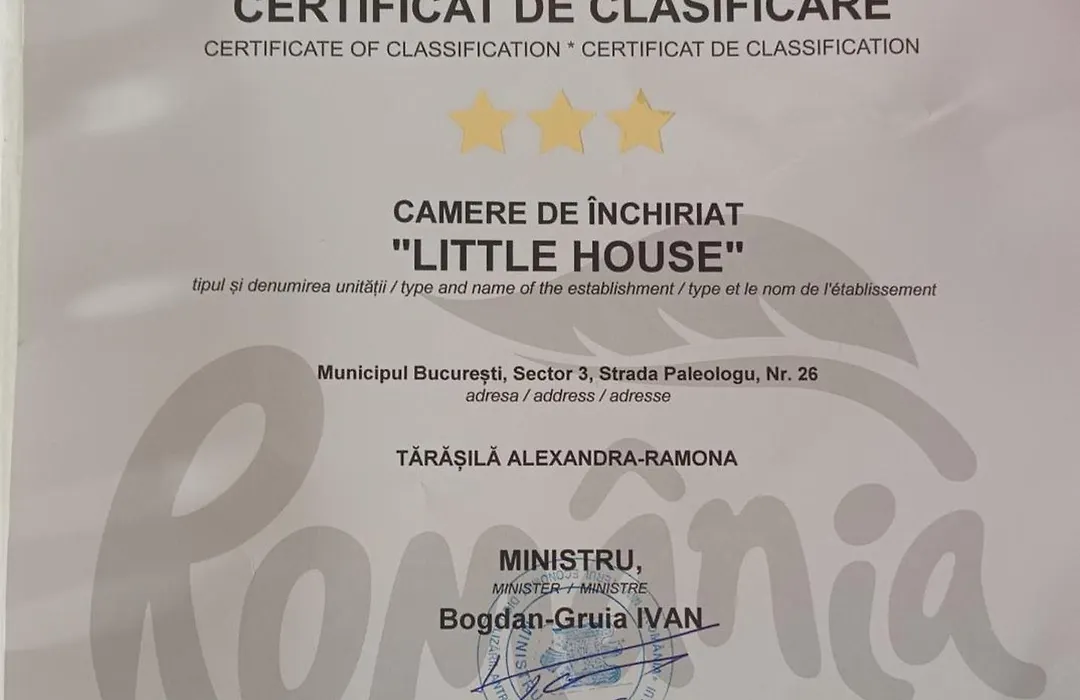 CERTIFICAT DE CLASIFICARE
CERTIFICATE OF CLASSIFICATION * CERTIFICAT DE CLASSIFICATION
CAMERE DE ÎNCHIRIAT
"LITTLE HOUSE"
tipul și denumirea unității / type and name of the establishment / type et le nom de l'établissement
Municipul București, Sector 3, Strada Paleologu, Nr. 26
adresa / address / adresse
TĂRĂȘILĂ ALEXANDRA-RAMONA
România
MINISTRU,
MINISTER / MINISTRE
Bogdan-Gruia IVAN